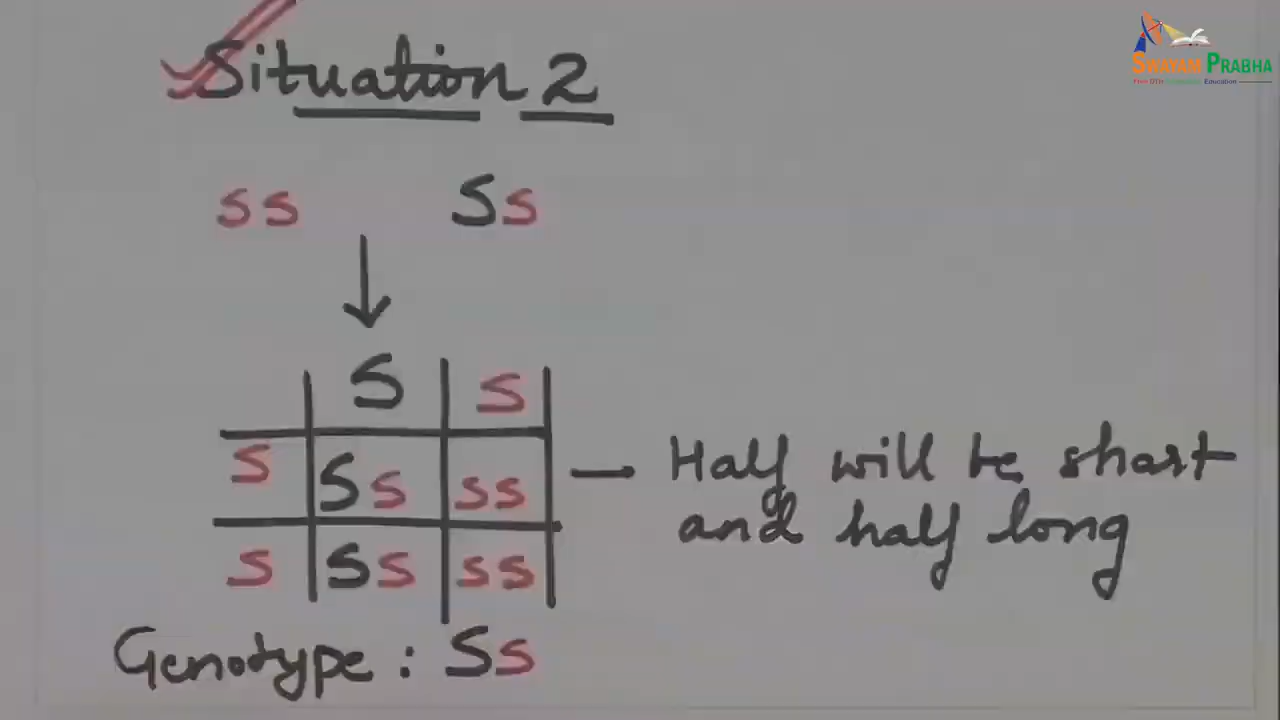 SWAYAM PRABHA
Situation 2
ss Ss
S s
s Ss ss
s Ss ss
Half will be short
and half long
Genotype : Ss